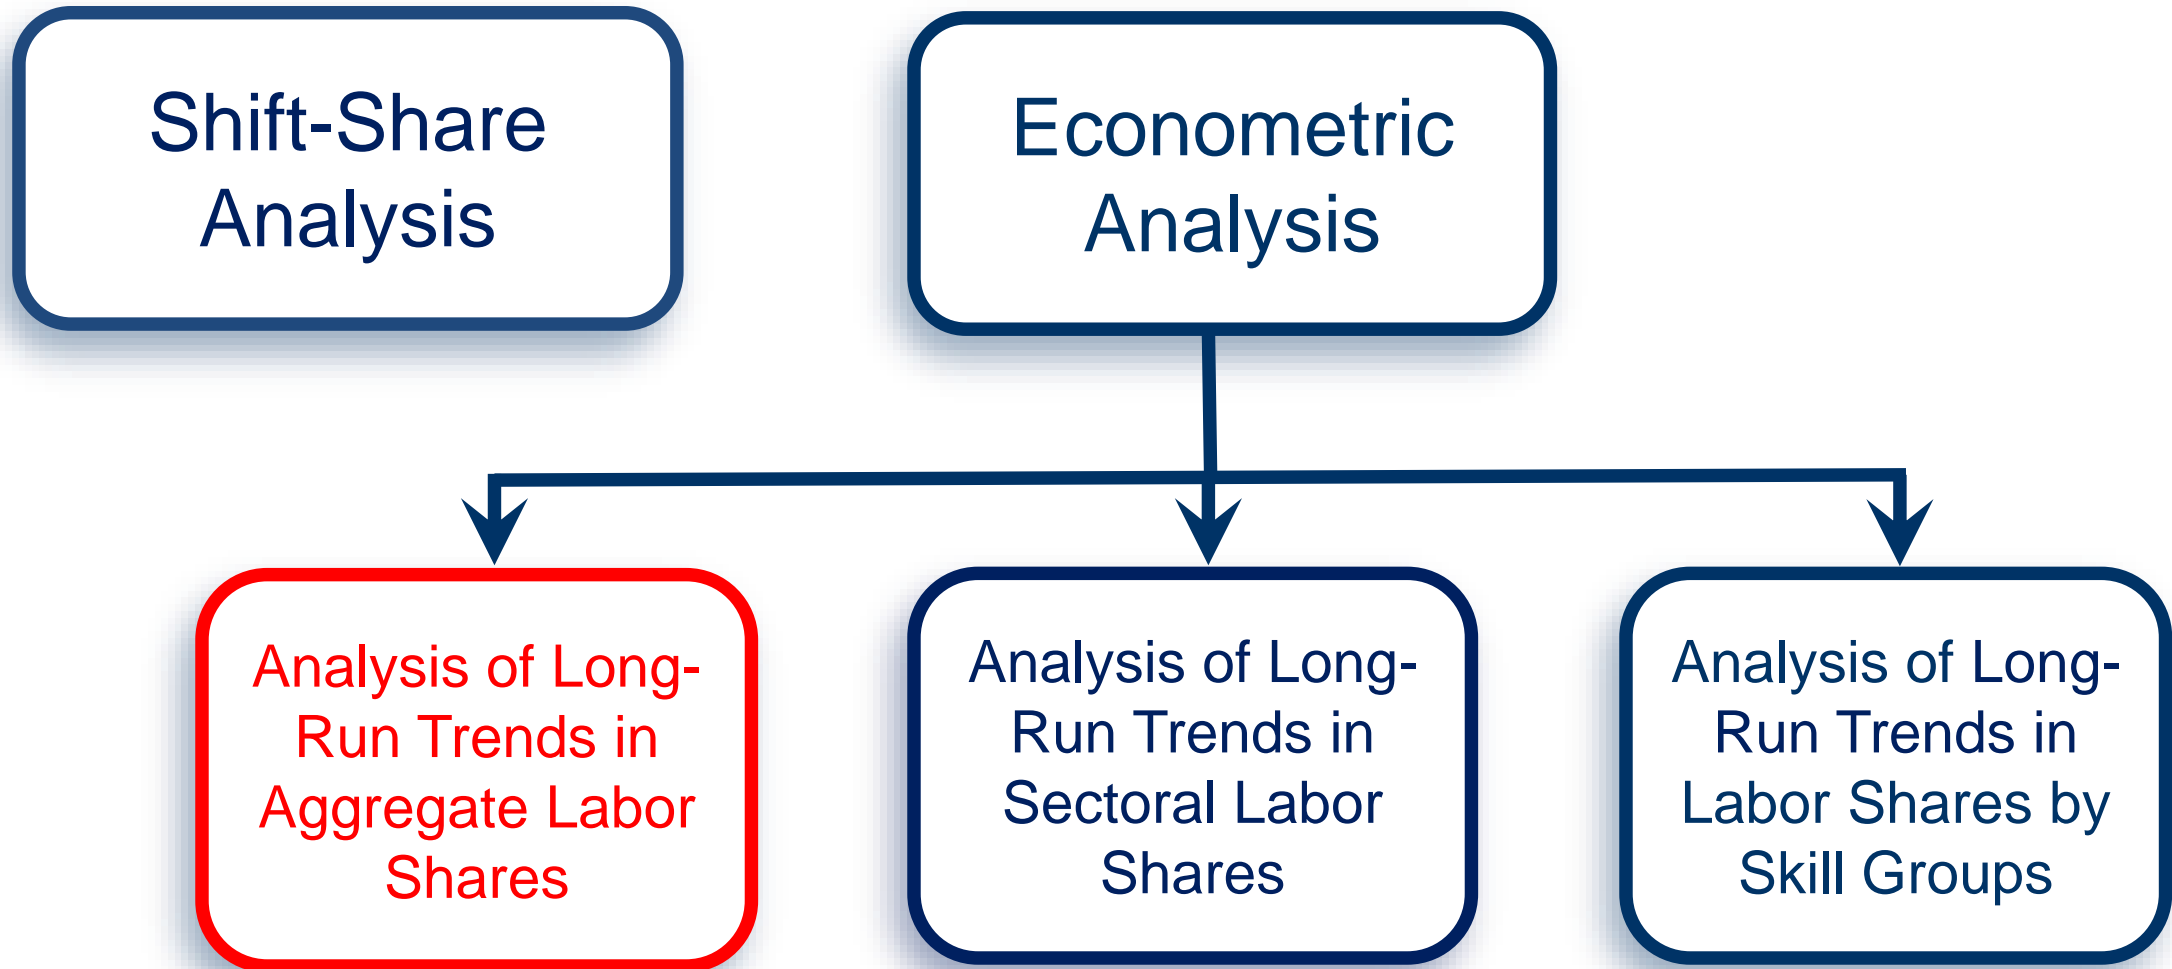 Shift-Share
Analysis
Econometric
Analysis
Analysis of Long-
Run Trends in
Aggregate Labor
Shares
Analysis of Long-
Run Trends in
Sectoral Labor
Shares
Analysis of Long-
Run Trends in
Labor Shares by
Skill Groups